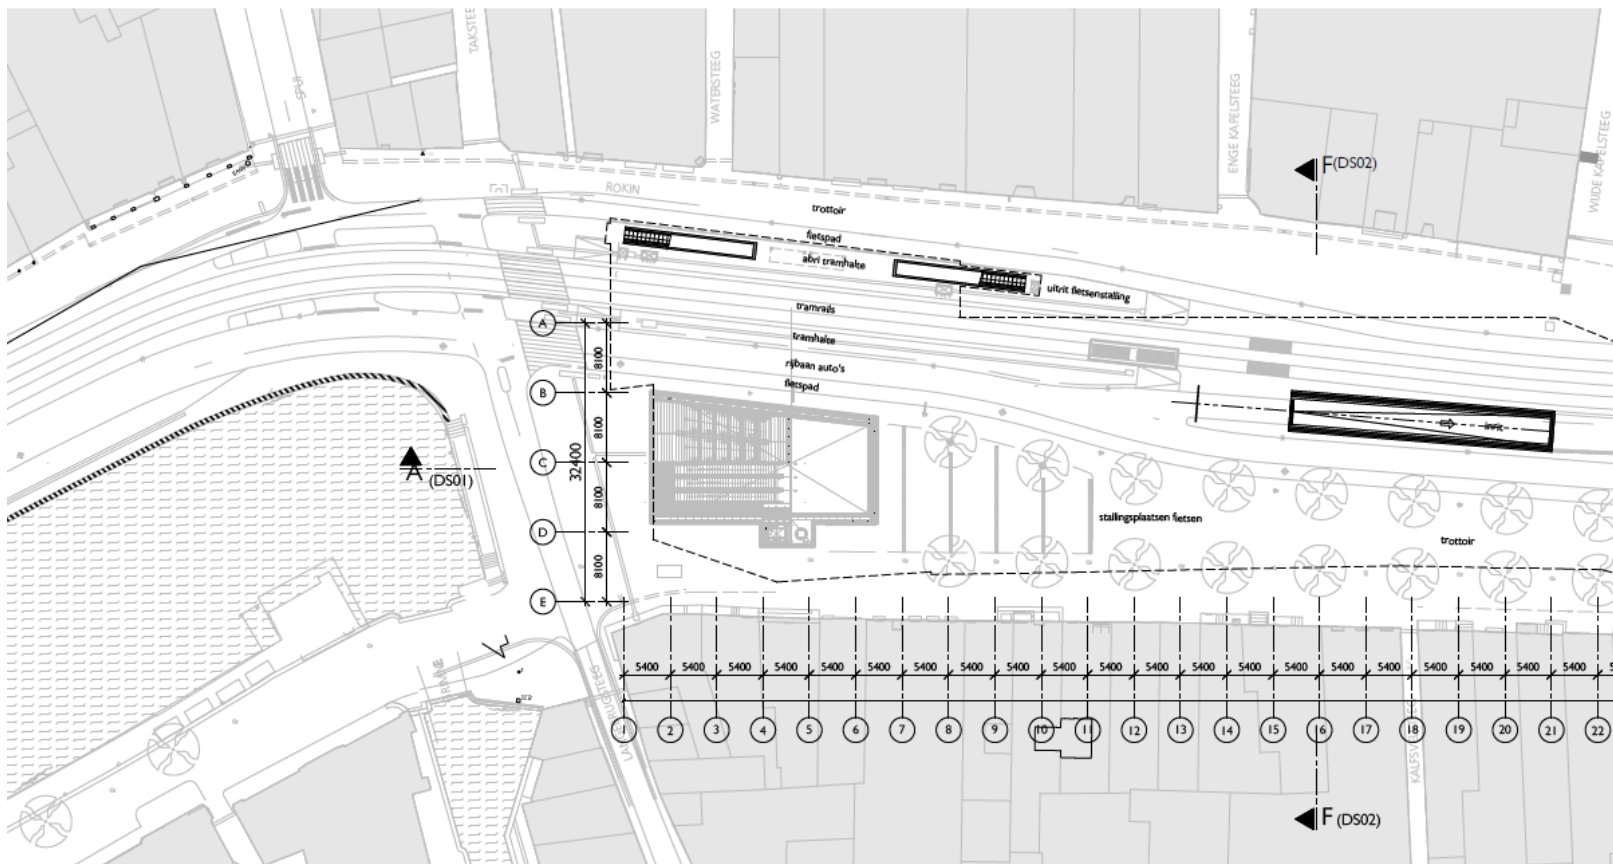 SPUI
TAKSTEE
WATERSTEEG
ENGE KAPELSTEEG
WIJDE KAPELSTEEG
F (DS02)
ROKIN
trottoir
fietspad
abri tramhalte
uitrit fietsenstalling
tramrails
tramhalte
rijbaan auto's
fietspad
inrit
stallingsplaatsen fietsen
trottoir
A (DS01)
A
B
C
D
E
8100
8100
8100
8100
32400
5400 5400 5400 5400 5400 5400 5400 5400 5400 5400 5400 5400 5400 5400 5400 5400 5400 5400 5400 5400 5400
1 2 3 4 5 6 7 8 9 10 11 12 13 14 15 16 17 18 19 20 21 22
F (DS02)